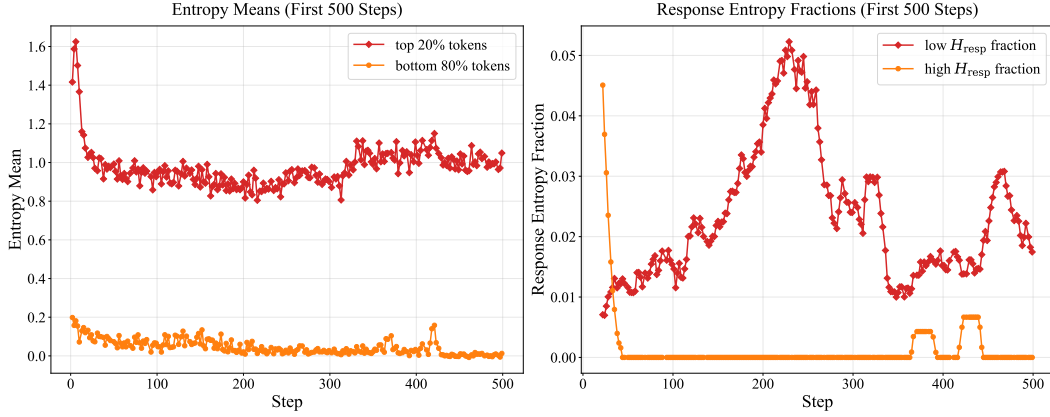 Entropy Means (First 500 Steps)
Entropy Mean
1.6
1.4
1.2
1.0
0.8
0.6
0.4
0.2
0.0
top 20% tokens
bottom 80% tokens
0
100
200
300
400
500
Step
Response Entropy Fractions (First 500 Steps)
Response Entropy Fraction
0.05
0.04
0.03
0.02
0.01
0.00
low H_resp fraction
high H_resp fraction
0
100
200
300
400
500
Step